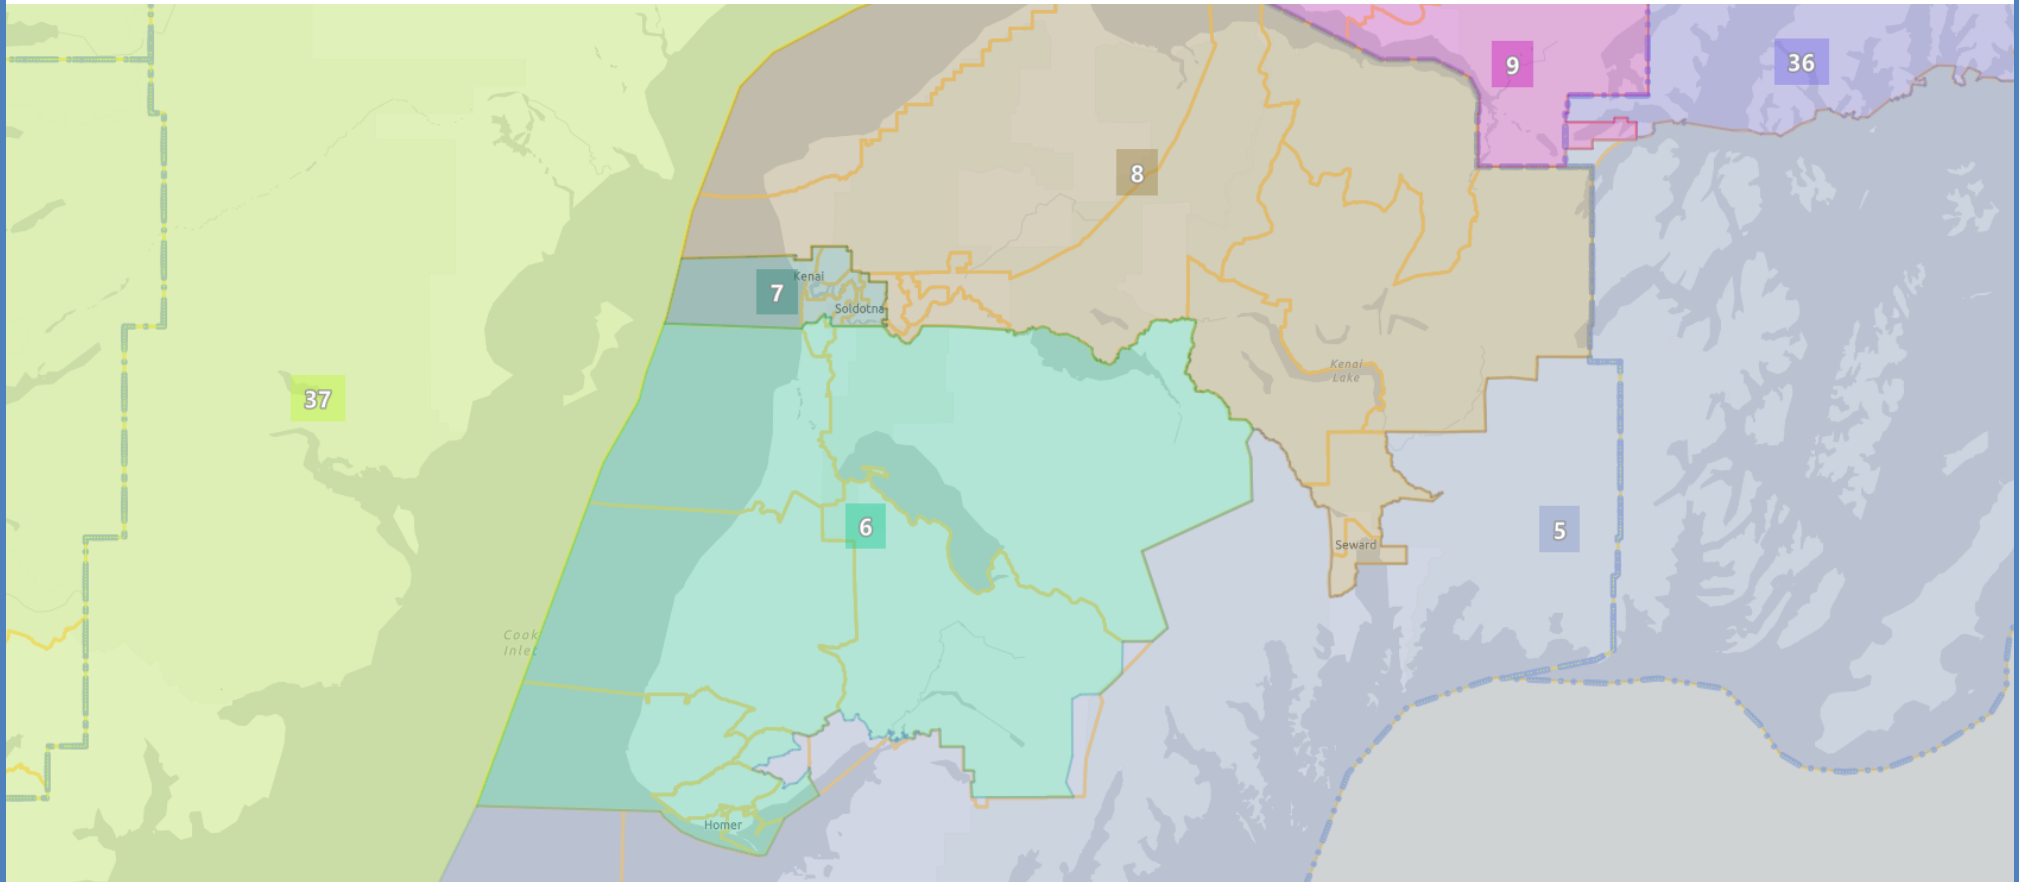 9
36
8
Kenai
7
Soldotna
Kenai
Lake
37
6
5
Seward
Cook
Inlet
Homer